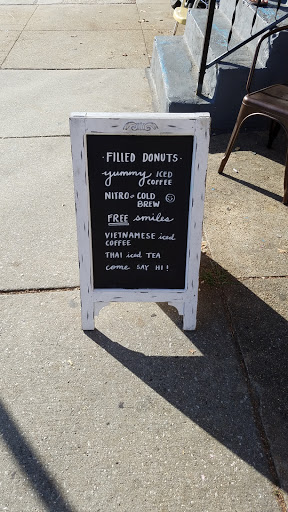 · FILLED DONUTS ·
yummy ICED COFFEE
NITRO COLD BREW
FREE smiles
VIETNAMESE iced COFFEE
THAI iced TEA
come SAY HI!